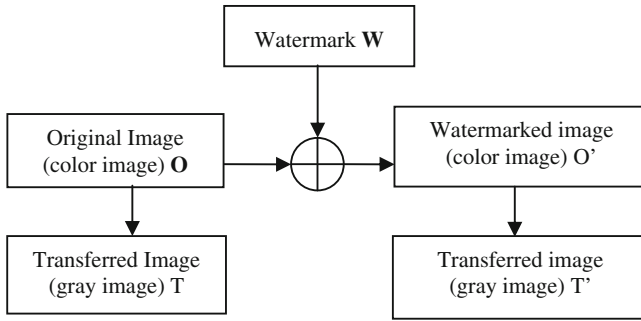 Watermark W
Original Image
(color image) O
Watermarked image
(color image) O’
Transferred Image
(gray image) T
Transferred image
(gray image) T’